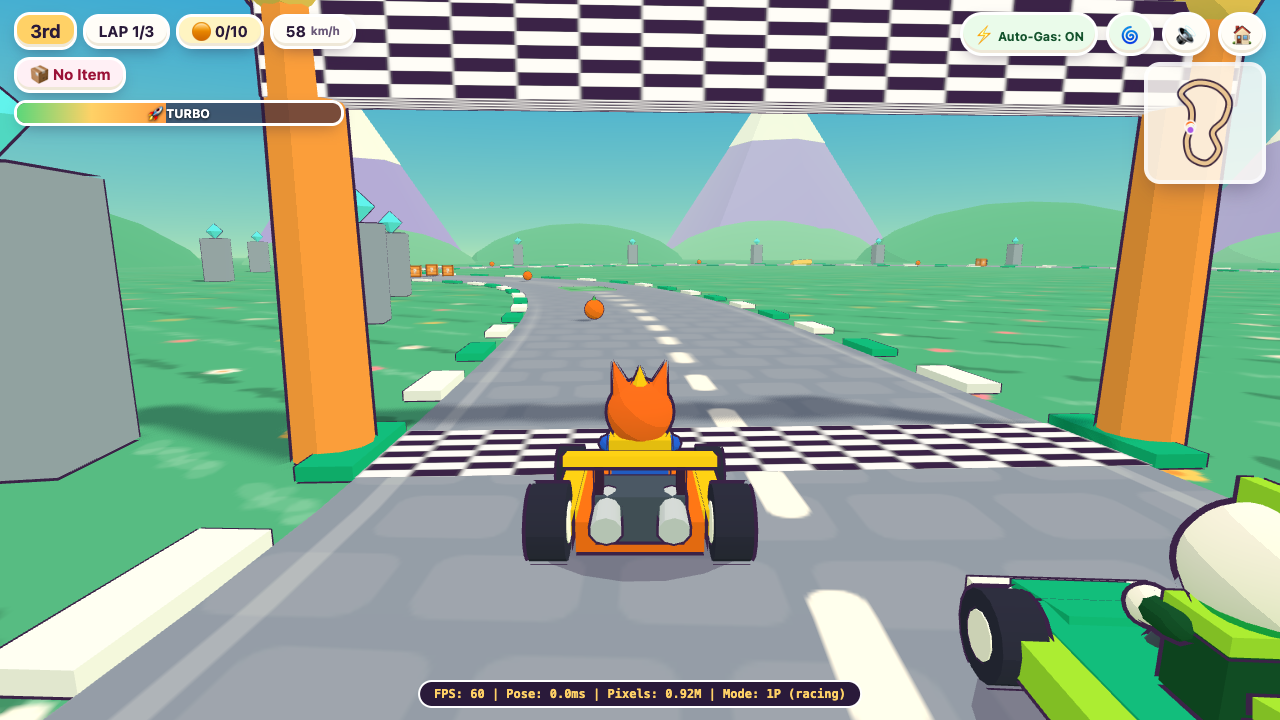 3rd
LAP 1/3
0/10
58 km/h
Auto-Gas: ON
No Item
TURBO
FPS: 60 | Pose: 0.0ms | Pixels: 0.92M | Mode: 1P (racing)